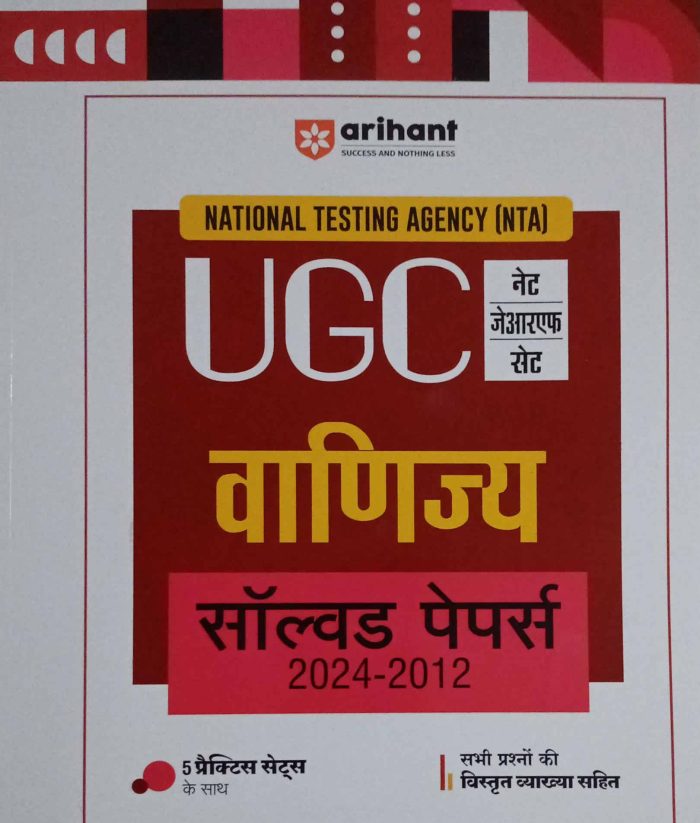 arihant
SUCCESS AND NOTHING LESS
NATIONAL TESTING AGENCY (NTA)
UGC
नेट
जेआरएफ
सेट
वाणिज्य
सॉल्वड पेपर्स
2024-2012
5 प्रैक्टिस सेट्स
के साथ
सभी प्रश्नों की
विस्तृत व्याख्या सहित